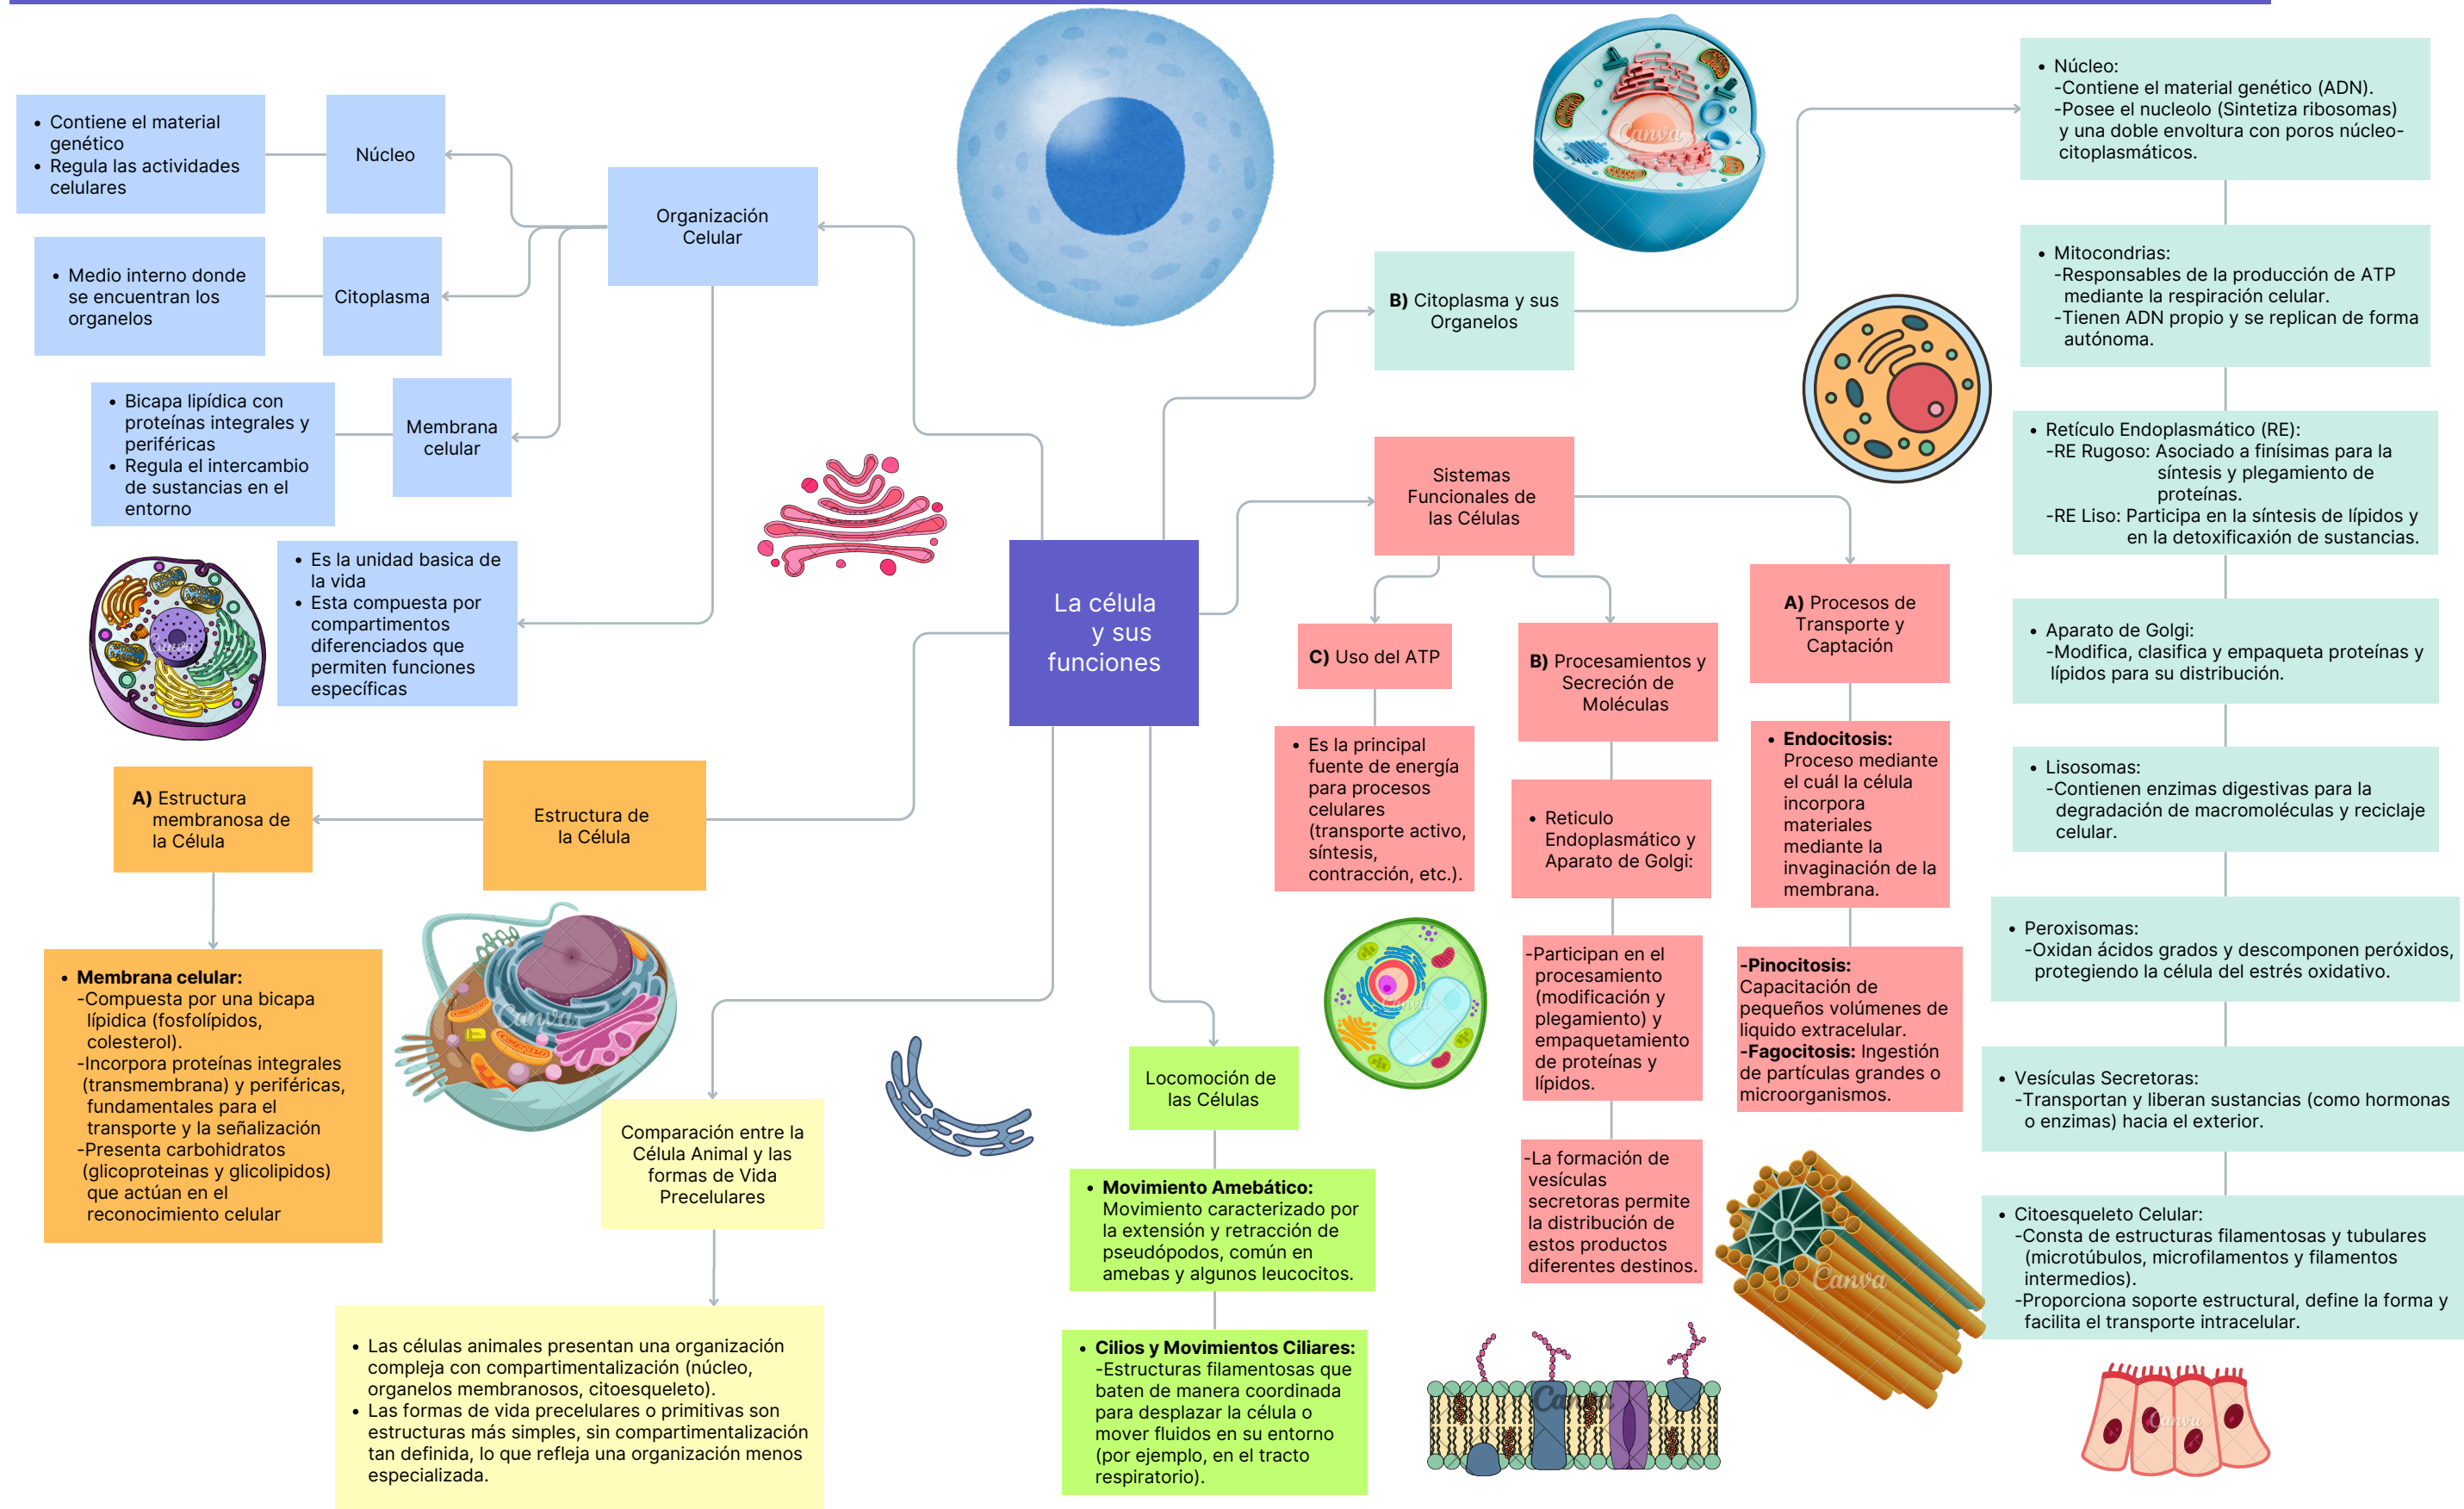 La célula
y sus
funciones
Organización
Celular
Núcleo
• Contiene el material
genético
• Regula las actividades
celulares
Citoplasma
• Medio interno donde
se encuentran los
organelos
Membrana
celular
• Bicapa lipídica con
proteínas integrales y
periféricas
• Regula el intercambio
de sustancias en el
entorno
• Es la unidad basica de
la vida
• Esta compuesta por
compartimentos
diferenciados que
permiten funciones
específicas
Estructura de
la Célula
A) Estructura
membranosa de
la Célula
• Membrana celular:
-Compuesta por una bicapa
lípidica (fosfolípidos,
colesterol).
-Incorpora proteínas integrales
(transmembrana) y periféricas,
fundamentales para el
transporte y la señalización
-Presenta carbohidratos
(glicoproteinas y glicolipidos)
que actúan en el
reconocimiento celular
Comparación entre la
Célula Animal y las
formas de Vida
Precelulares
• Las células animales presentan una organización
compleja con compartimentalización (núcleo,
organelos membranosos, citoesqueleto).
• Las formas de vida precelulares o primitivas son
estructuras más simples, sin compartimentalización
tan definida, lo que refleja una organización menos
especializada.
Locomoción de
las Células
• Movimiento Amebático:
Movimiento caracterizado por
la extensión y retracción de
pseudópodos, común en
amebas y algunos leucocitos.
• Cilios y Movimientos Ciliares:
-Estructuras filamentosas que
baten de manera coordinada
para desplazar la célula o
mover fluidos en su entorno
(por ejemplo, en el tracto
respiratorio).
Sistemas
Funcionales de
las Células
C) Uso del ATP
• Es la principal
fuente de energía
para procesos
celulares
(transporte activo,
síntesis,
contracción, etc.).
B) Procesamientos y
Secreción de
Moléculas
• Reticulo
Endoplasmático y
Aparato de Golgi:
-Participan en el
procesamiento
(modificación y
plegamiento) y
empaquetamiento
de proteínas y
lípidos.
-La formación de
vesículas
secretoras permite
la distribución de
estos productos
diferentes destinos.
A) Procesos de
Transporte y
Captación
• Endocitosis:
Proceso mediante
el cuál la célula
incorpora
materiales
mediante la
invaginación de la
membrana.
-Pinocitosis:
Capacitación de
pequeños volúmenes de
liquido extracelular.
-Fagocitosis: Ingestión
de partículas grandes o
microorganismos.
B) Citoplasma y sus
Organelos
• Núcleo:
-Contiene el material genético (ADN).
-Posee el nucleolo (Sintetiza ribosomas)
y una doble envoltura con poros núcleo-
citoplasmáticos.
• Mitocondrias:
-Responsables de la producción de ATP
mediante la respiración celular.
-Tienen ADN propio y se replican de forma
autónoma.
• Retículo Endoplasmático (RE):
-RE Rugoso: Asociado a finísimas para la
síntesis y plegamiento de
proteínas.
-RE Liso: Participa en la síntesis de lípidos y
en la detoxificaxión de sustancias.
• Aparato de Golgi:
-Modifica, clasifica y empaqueta proteínas y
lípidos para su distribución.
• Lisosomas:
-Contienen enzimas digestivas para la
degradación de macromoléculas y reciclaje
celular.
• Peroxisomas:
-Oxidan ácidos grados y descomponen peróxidos,
protegiendo la célula del estrés oxidativo.
• Vesículas Secretoras:
-Transportan y liberan sustancias (como hormonas
o enzimas) hacia el exterior.
• Citoesqueleto Celular:
-Consta de estructuras filamentosas y tubulares
(microtúbulos, microfilamentos y filamentos
intermedios).
-Proporciona soporte estructural, define la forma y
facilita el transporte intracelular.
Canva
Canva
Canva
Canva
Canva
Canva
Canva